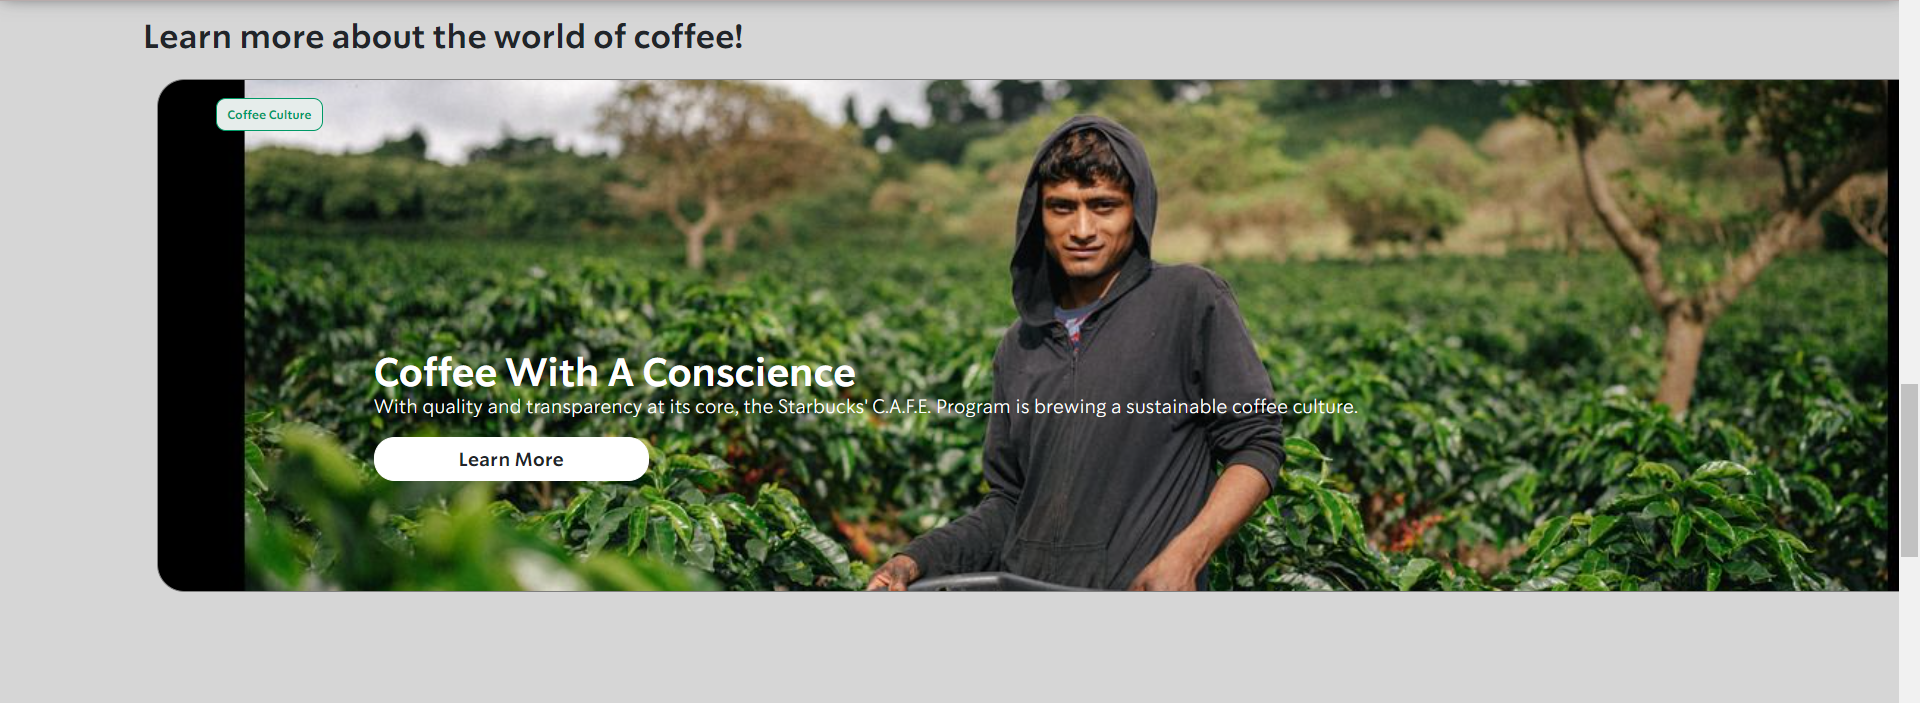 Learn more about the world of coffee!
Coffee Culture
Coffee With A Conscience
With quality and transparency at its core, the Starbucks' C.A.F.E. Program is brewing a sustainable coffee culture.
Learn More